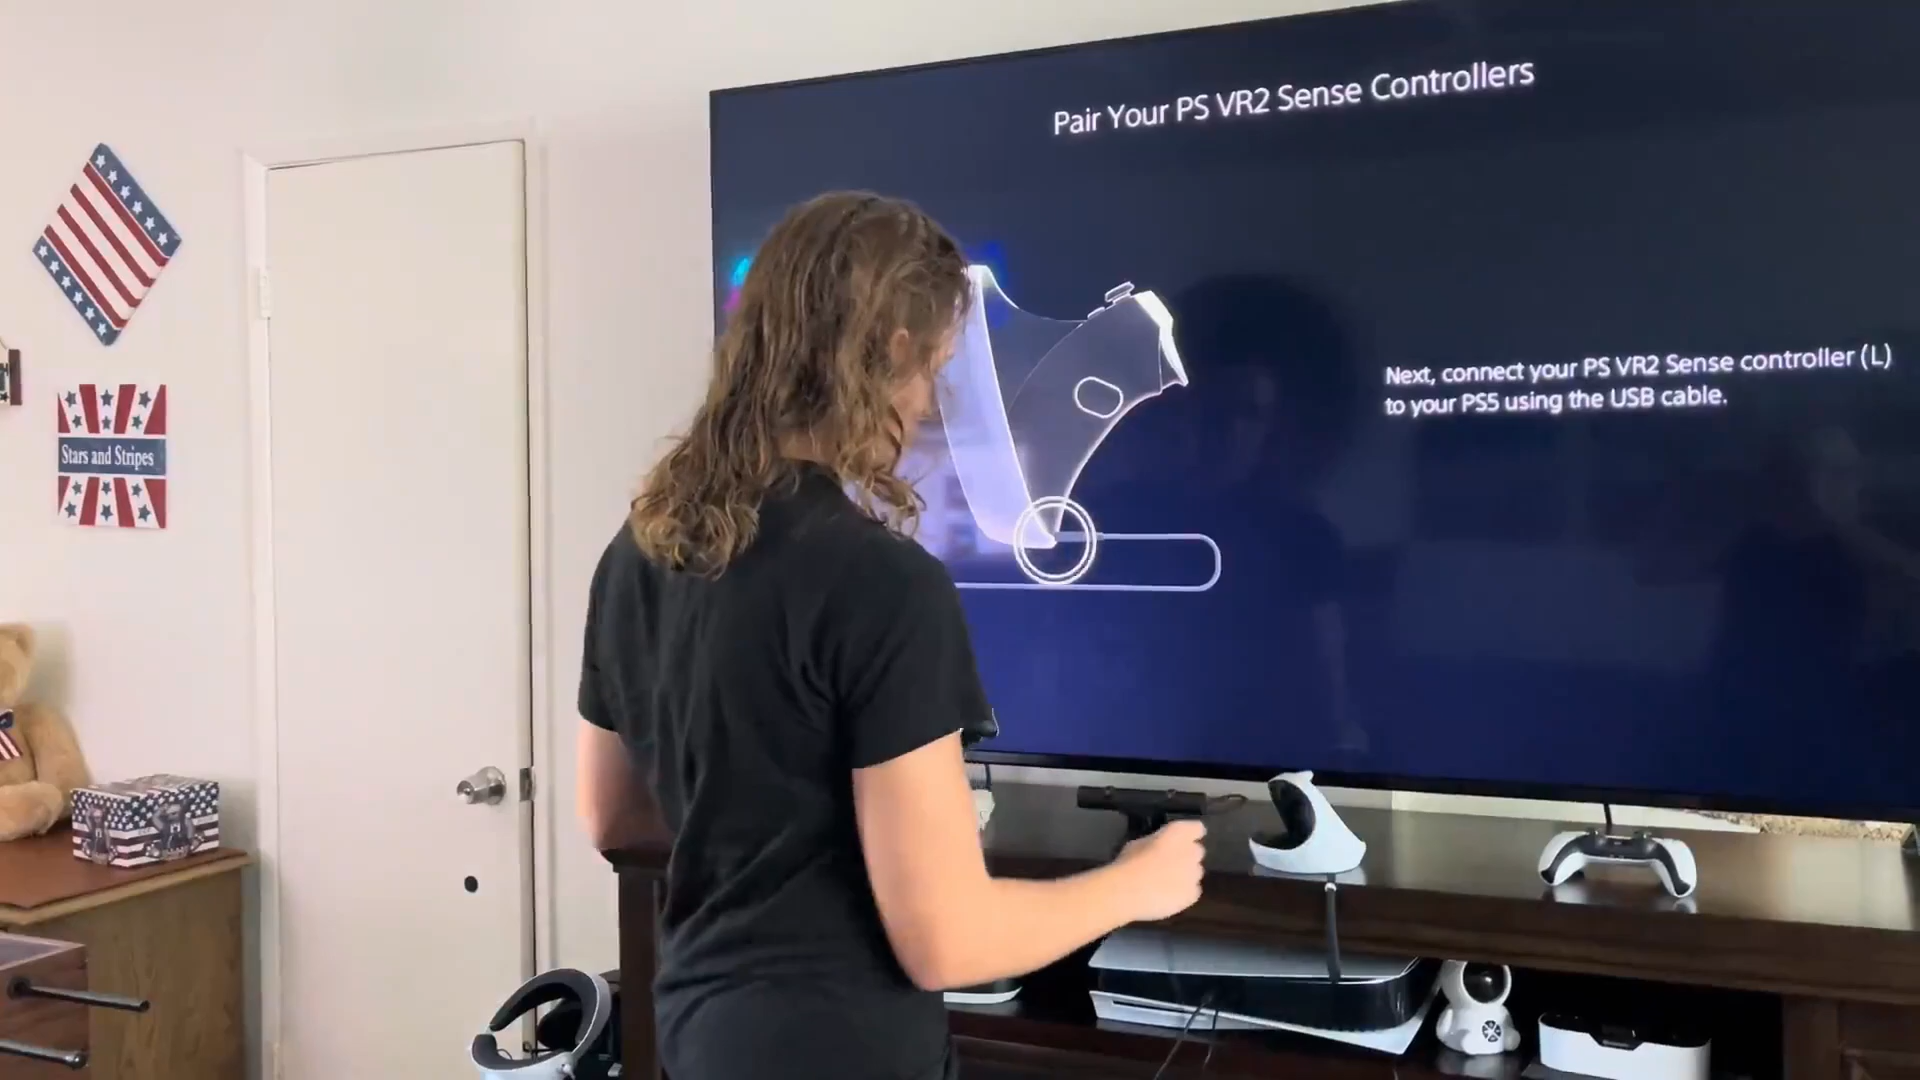 Pair Your PS VR2 Sense Controllers
Next, connect your PS VR2 Sense controller (L)
to your PS5 using the USB cable.
Stars and Stripes